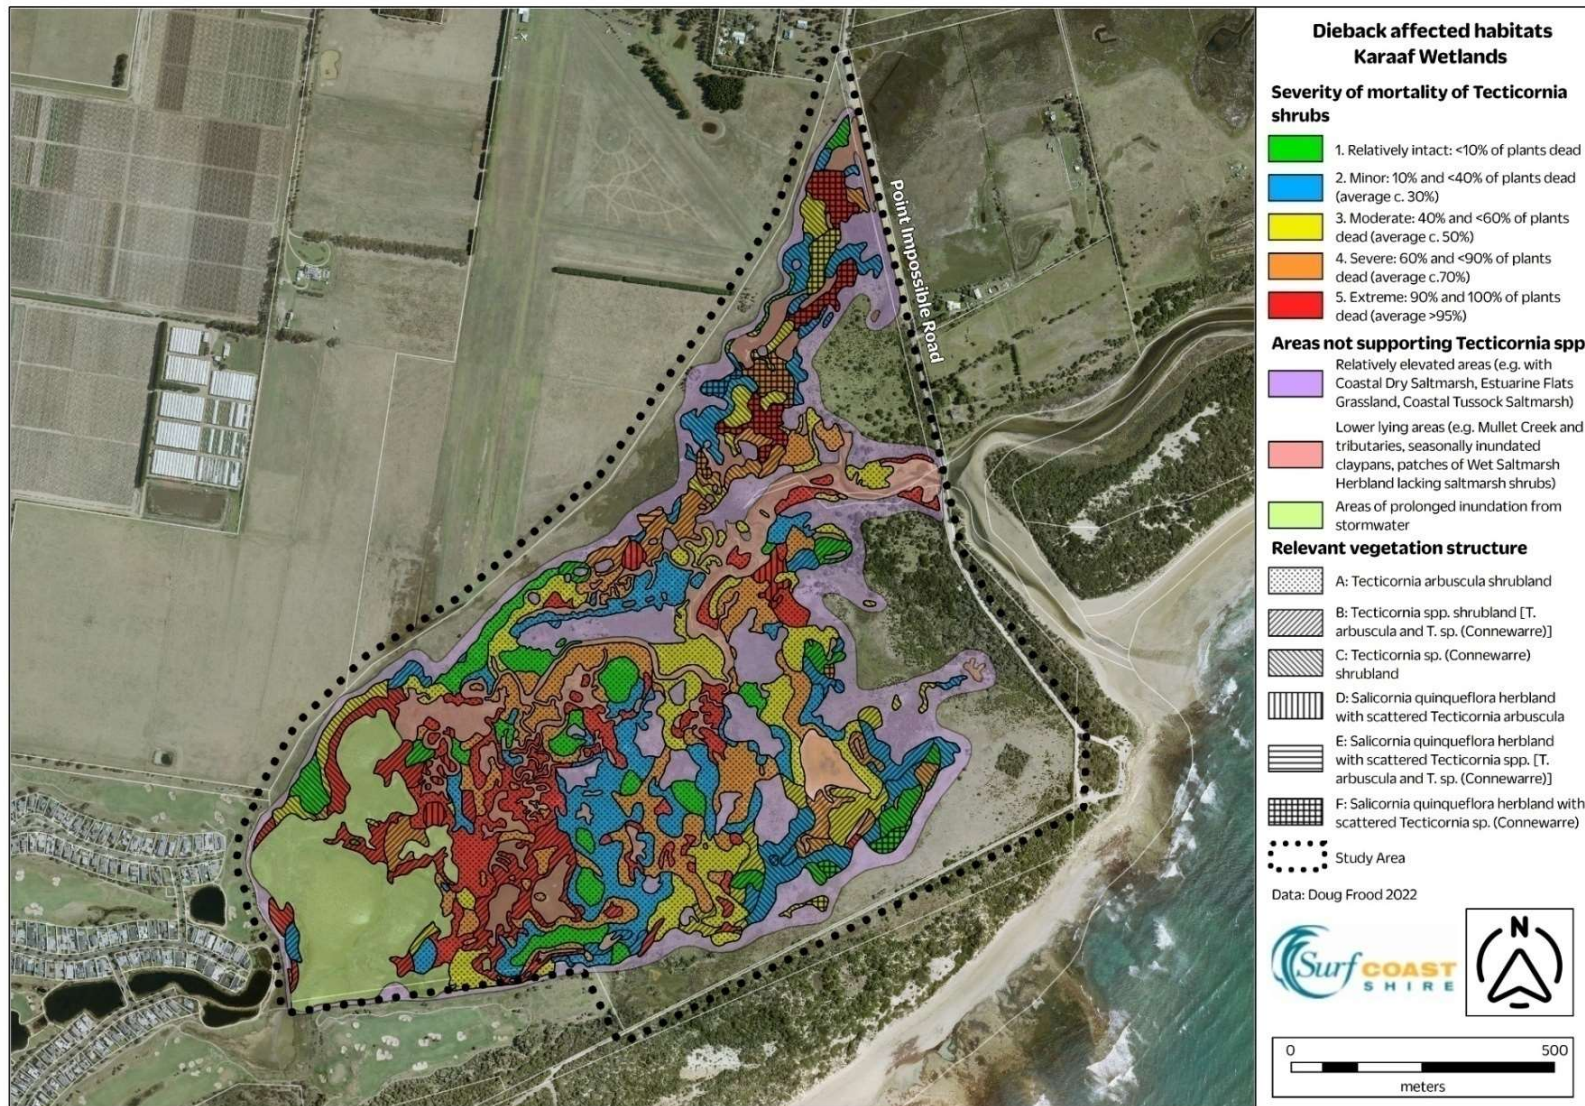 Point Impossible Road
Dieback affected habitats
Karaaf Wetlands
Severity of mortality of Tecticornia
shrubs
1. Relatively intact: <10% of plants dead
2. Minor: 10% and <40% of plants dead
(average c. 30%)
3. Moderate: 40% and <60% of plants
dead (average c. 50%)
4. Severe: 60% and <90% of plants
dead (average c.70%)
5. Extreme: 90% and 100% of plants
dead (average >95%)
Areas not supporting Tecticornia spp
Relatively elevated areas (e.g. with
Coastal Dry Saltmarsh, Estuarine Flats
Grassland, Coastal Tussock Saltmarsh)
Lower lying areas (e.g. Mullet Creek and
tributaries, seasonally inundated
claypans, patches of Wet Saltmarsh
Herbland lacking saltmarsh shrubs)
Areas of prolonged inundation from
stormwater
Relevant vegetation structure
A: Tecticornia arbuscula shrubland
B: Tecticornia spp. shrubland [T.
arbuscula and T. sp. (Connewarre)]
C: Tecticornia sp. (Connewarre)
shrubland
D: Salicornia quinqueflora herbland
with scattered Tecticornia arbuscula
E: Salicornia quinqueflora herbland
with scattered Tecticornia spp. [T.
arbuscula and T. sp. (Connewarre)]
F: Salicornia quinqueflora herbland with
scattered Tecticornia sp. (Connewarre)
Study Area
Data: Doug Frood 2022
Surf COAST
SHIRE
N
0 500
meters